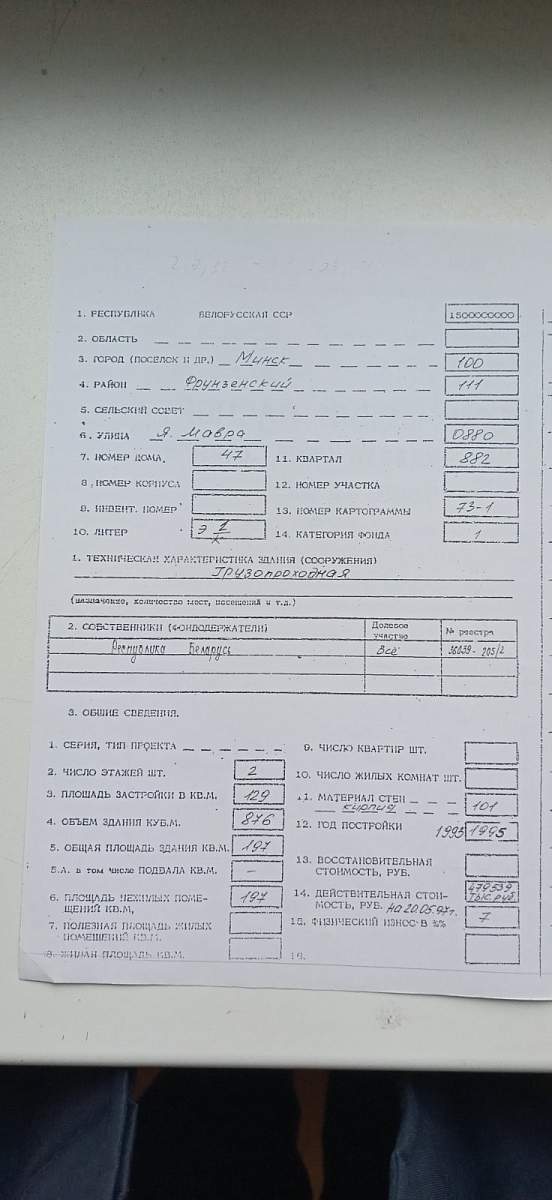 1. РЕСПУБЛИКА БЕЛОРУССКАЯ ССР 1500000000
2. ОБЛАСТЬ
3. ГОРОД (ПОСЕЛОК И ДР.) Минск 100
4. РАЙОН Фрунзенский 111
5. СЕЛЬСКИЙ СОВЕТ
6. УЛИЦА Я. Мавра 0880
7. НОМЕР ДОМА. 47 11. КВАРТАЛ 882
8. НОМЕР КОРПУСА 12. НОМЕР УЧАСТКА
9. ИНВЕНТ. НОМЕР 13. НОМЕР КАРТОГРАММЫ 73-1
10. ЛИТЕР Э 2/к 14. КАТЕГОРИЯ ФОНДА 1
1. ТЕХНИЧЕСКАЯ ХАРАКТЕРИСТИКА ЗДАНИЯ (СООРУЖЕНИЯ)
Грузопроходная
(назначение, количество мест, посещений и т.д.)
2. СОБСТВЕННИКИ (ФОНДОДЕРЖАТЕЛИ) Долевое участие № реестра
Республика Беларусь Всё 205/2
3. ОБЩИЕ СВЕДЕНИЯ.
1. СЕРИЯ, ТИП ПРОЕКТА 9. ЧИСЛО КВАРТИР ШТ.
2. ЧИСЛО ЭТАЖЕЙ ШТ. 2 10. ЧИСЛО ЖИЛЫХ КОМНАТ ШТ.
3. ПЛОЩАДЬ ЗАСТРОЙКИ В КВ.М. 129 11. МАТЕРИАЛ СТЕН кирпич 101
4. ОБЪЕМ ЗДАНИЯ КУБ.М. 876 12. ГОД ПОСТРОЙКИ 1995 1995
5. ОБЩАЯ ПЛОЩАДЬ ЗДАНИЯ КВ.М. 197 13. ВОССТАНОВИТЕЛЬНАЯ СТОИМОСТЬ, РУБ.
5.А. в том числе ПОДВАЛА КВ.М. –
6. ПЛОЩАДЬ НЕЖИЛЫХ ПОМЕЩЕНИЙ КВ.М, 197 14. ДЕЙСТВИТЕЛЬНАЯ СТОИМОСТЬ, РУБ. на 20.05.97г. 479539 тыс.руб.
7. ПОЛЕЗНАЯ ПЛОЩАДЬ ЖИЛЫХ ПОМЕЩЕНИЙ КВ.М. 15. ФИЗИЧЕСКИЙ ИЗНОС В %% 7
8. ЖИЛАЯ ПЛОЩАДЬ КВ.М. 16.